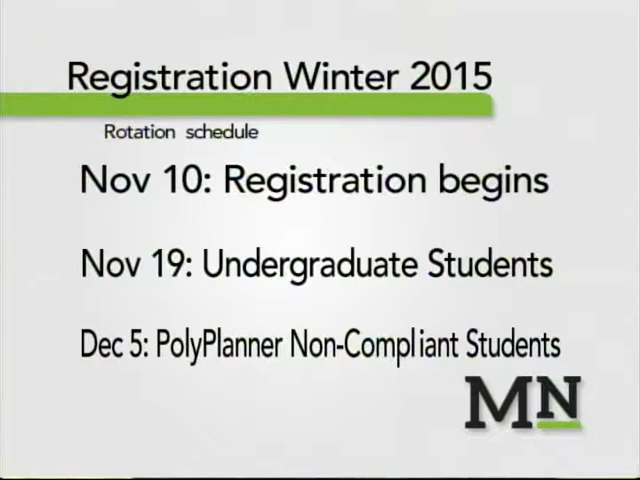 Registration Winter 2015
Rotation schedule
Nov 10: Registration begins
Nov 19: Undergraduate Students
Dec 5: PolyPlanner Non-Compliant Students
MN